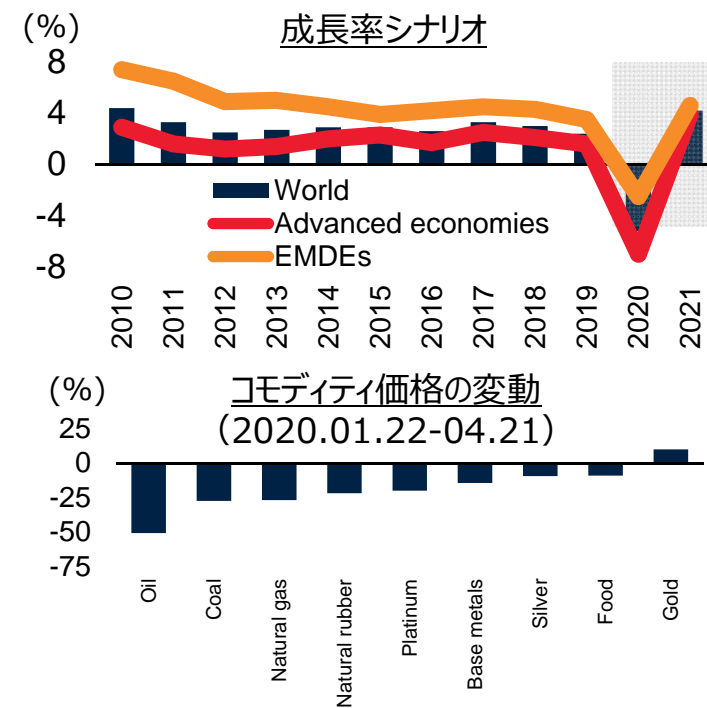 (%)
成長率シナリオ
8
4
0
-4
-8
World
Advanced economies
EMDEs
2010
2011
2012
2013
2014
2015
2016
2017
2018
2019
2020
2021
(%)
コモディティ価格の変動
(2020.01.22-04.21)
25
0
-25
-50
-75
Oil
Coal
Natural gas
Natural rubber
Platinum
Base metals
Silver
Food
Gold